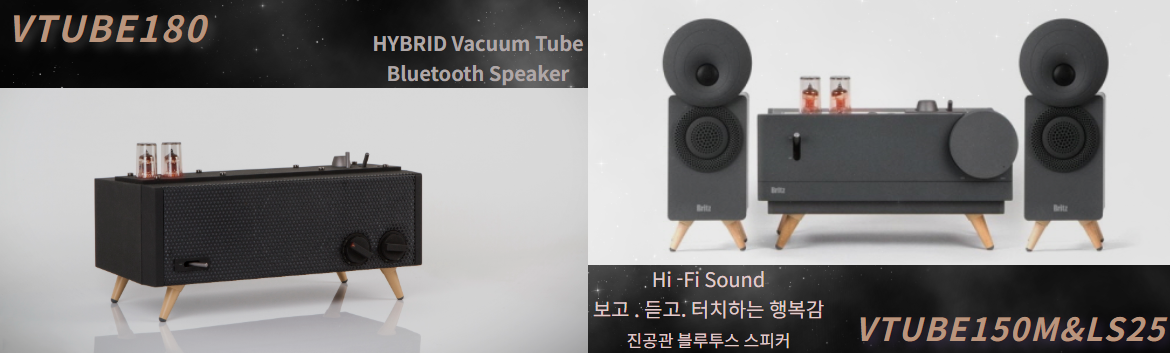 VTUBE180
HYBRID Vacuum Tube
Bluetooth Speaker
Britz
Britz
Britz
Hi -Fi Sound
보고 . 듣고. 터치하는 행복감
진공관 블루투스 스피커
VTUBE150M&LS25